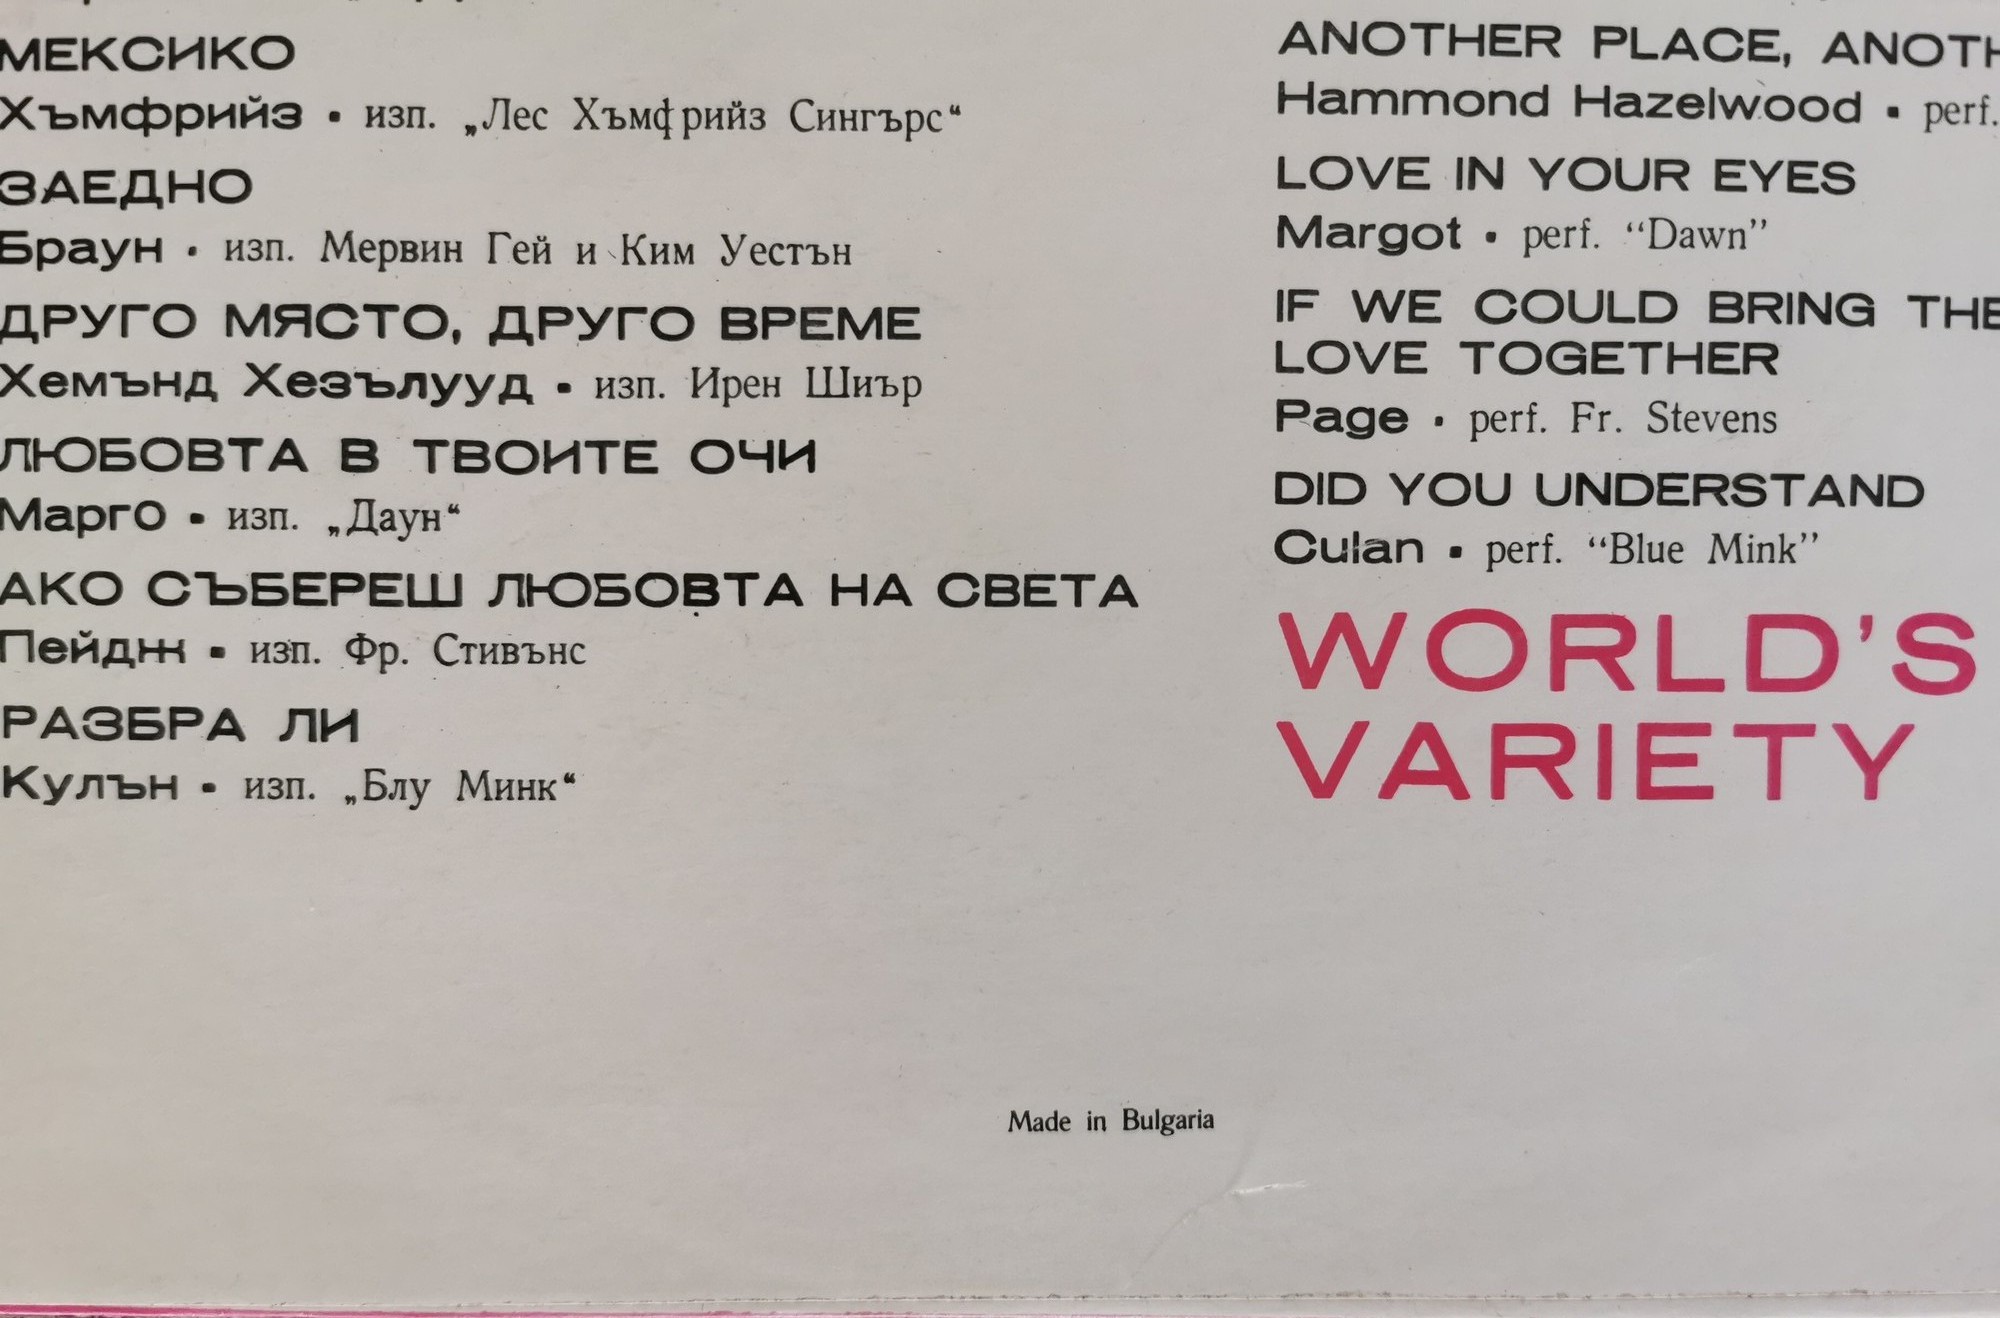 МЕКСИКО
Хъмфрийз • изп. „Лес Хъмфрийз Сингърс“
ЗАЕДНО
Браун • изп. Мервин Гей и Ким Уестън
ДРУГО МЯСТО, ДРУГО ВРЕМЕ
Хемънд Хезълууд • изп. Ирен Шиър
ЛЮБОВТА В ТВОИТЕ ОЧИ
Марго • изп. „Даун“
АКО СЪБЕРЕШ ЛЮБОВТА НА СВЕТА
Пейдж • изп. Фр. Стивънс
РАЗБРА ЛИ
Кулън • изп. „Блу Минк“
ANOTHER PLACE,
Hammond Hazelwood • perf.
LOVE IN YOUR EYES
Margot • perf. “Dawn”
IF WE COULD BRING THE
LOVE TOGETHER
Page • perf. Fr. Stevens
DID YOU UNDERSTAND
Culan • perf. “Blue Mink”
WORLD’S
VARIETY
Made in Bulgaria